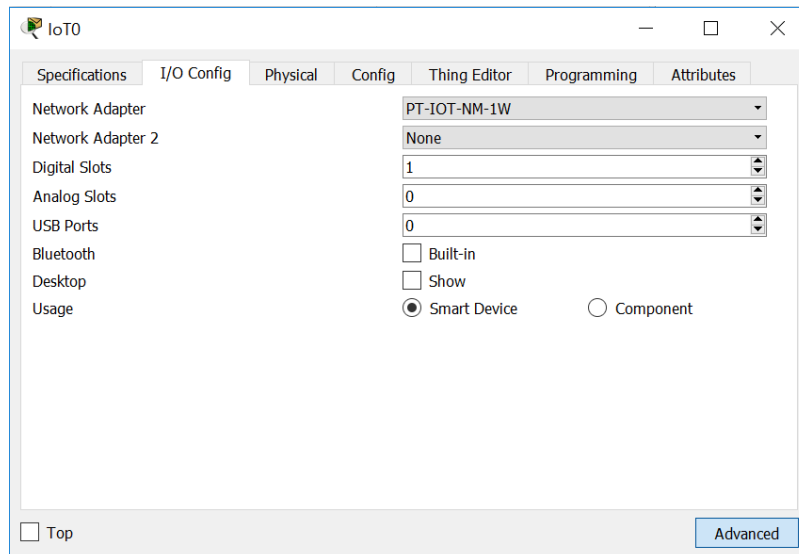 IoT0
Specifications I/O Config Physical Config Thing Editor Programming Attributes
Network Adapter PT-IOT-NM-1W
Network Adapter 2 None
Digital Slots 1
Analog Slots 0
USB Ports 0
Bluetooth Built-in
Desktop Show
Usage Smart Device Component
Top Advanced